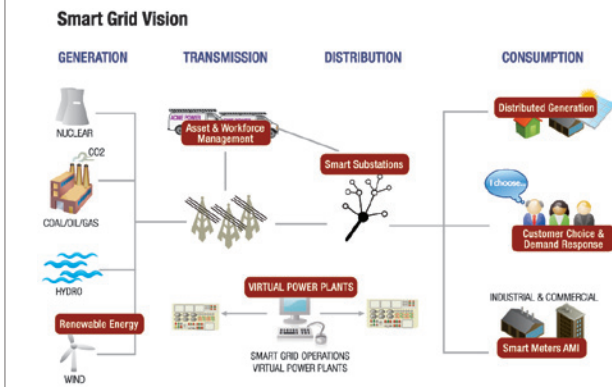 Smart Grid Vision
GENERATION
TRANSMISSION
DISTRIBUTION
CONSUMPTION
NUCLEAR
CO2
COAL/OIL/GAS
HYDRO
Renewable Energy
WIND
ACME POWER
Asset & Workforce
Management
Smart Substations
VIRTUAL POWER PLANTS
SMART GRID OPERATIONS
VIRTUAL POWER PLANTS
Distributed Generation
I choose...
Customer Choice &
Demand Response
INDUSTRIAL & COMMERCIAL
Smart Meters AMI